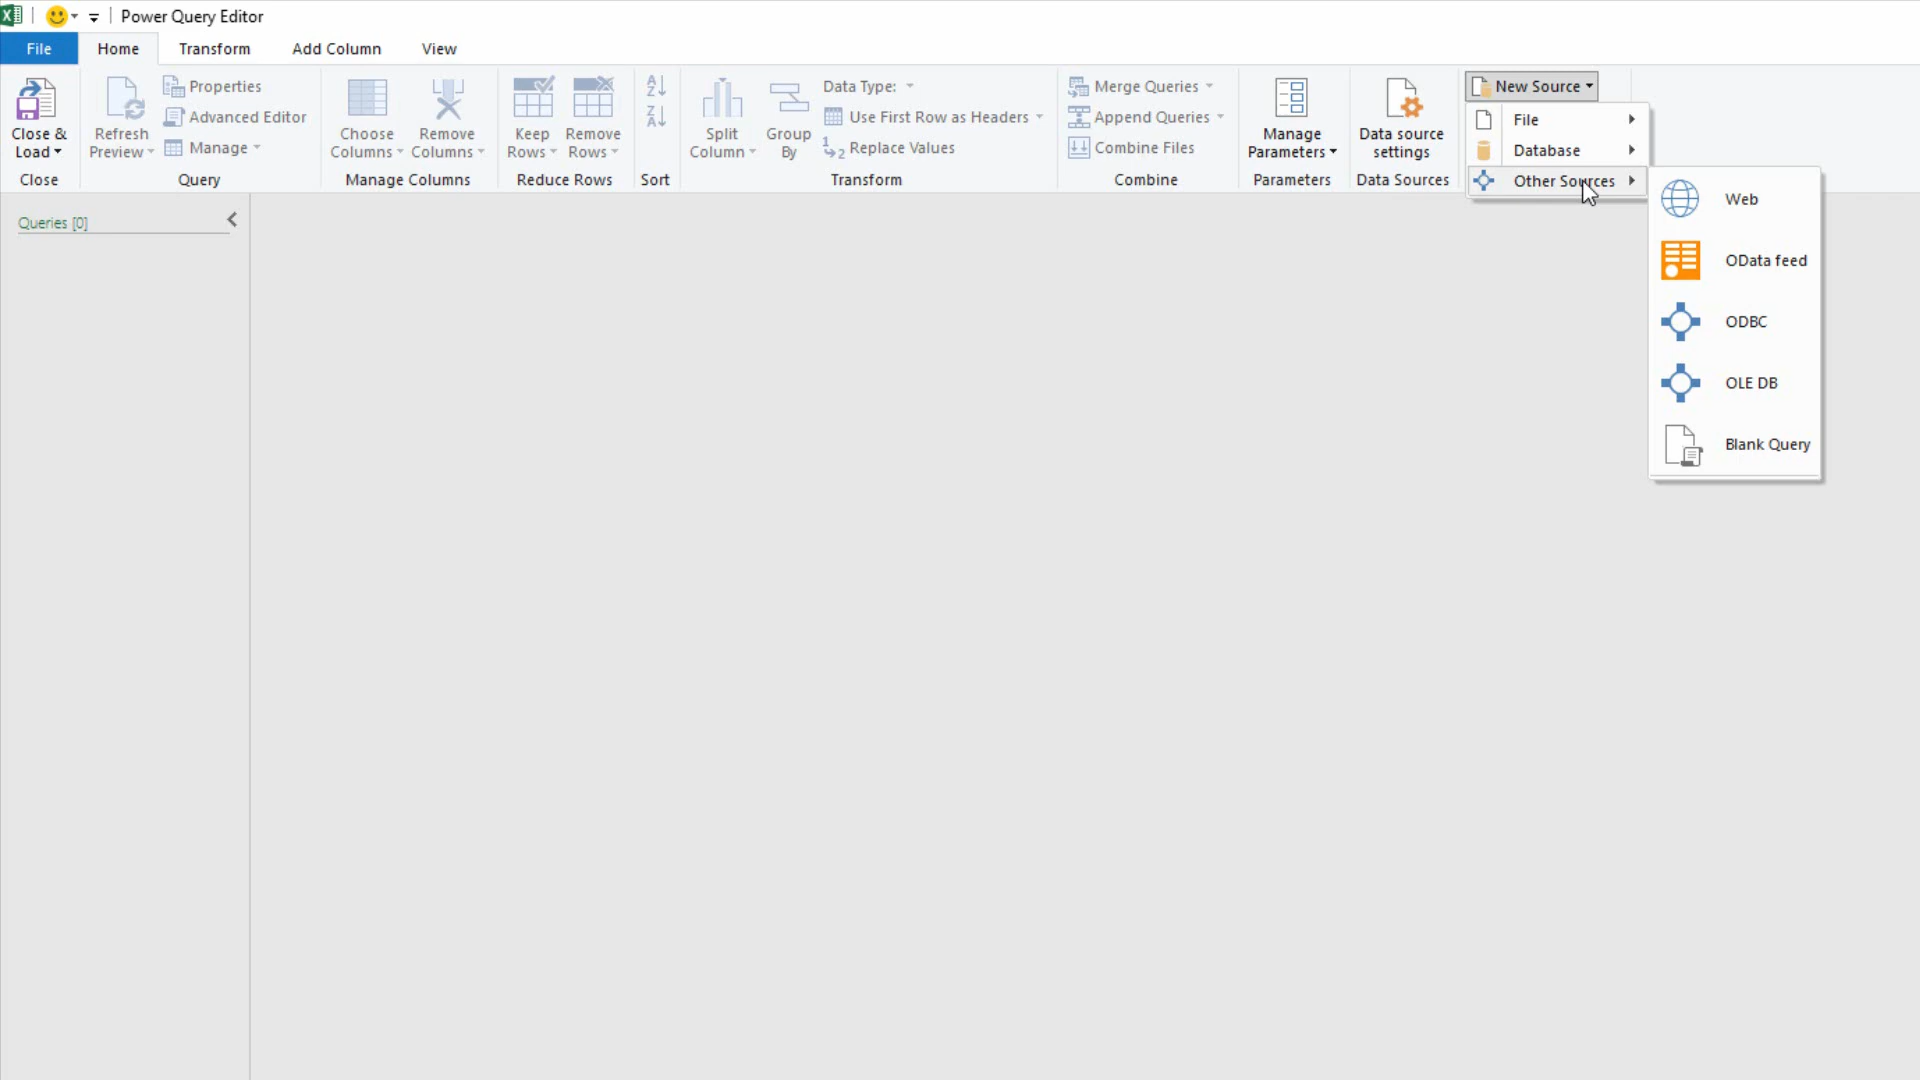 Power Query Editor
File Home Transform Add Column View
Close & Load
Close
Refresh Preview
Properties
Advanced Editor
Manage
Query
Choose Columns
Remove Columns
Manage Columns
Keep Rows
Remove Rows
Reduce Rows
Sort
Split Column
Group By
Data Type:
Use First Row as Headers
Replace Values
Transform
Merge Queries
Append Queries
Combine Files
Combine
Manage Parameters
Parameters
Data source settings
Data Sources
New Source
File
Database
Other Sources
Web
OData feed
ODBC
OLE DB
Blank Query
Queries [0]